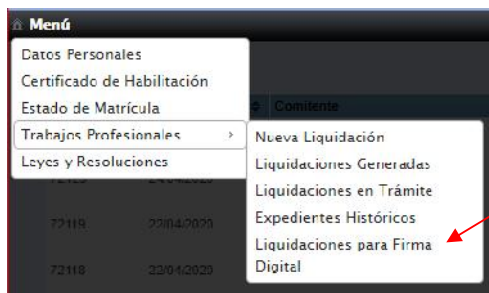 Menú
Datos Personales
Certificado de Habilitación
Estado de Matrícula
Comitente
Trabajos Profesionales
Nueva Liquidación
Leyes y Resoluciones
Liquidaciones Generadas
Liquidaciones en Trámite
72119 22/04/2020
Expedientes Históricos
Liquidaciones para Firma
Digital
72118 22/04/2020